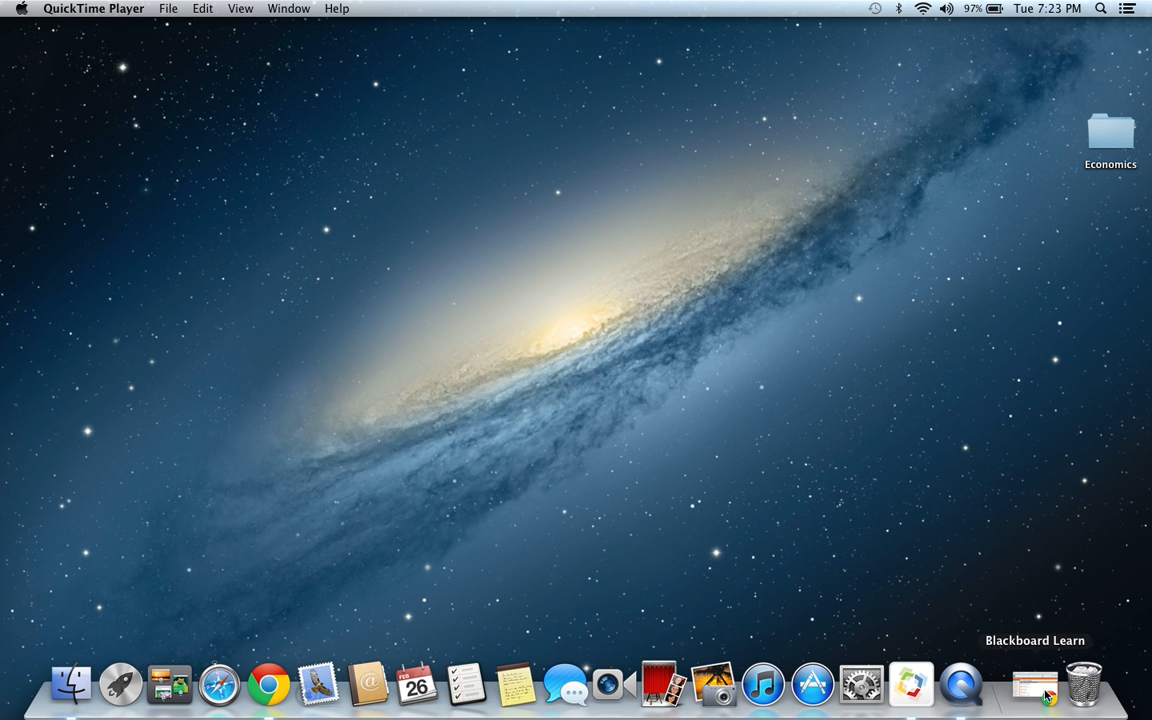 QuickTime Player File Edit View Window Help 97% Tue 7:23 PM
Economics
Blackboard Learn
FEB
26